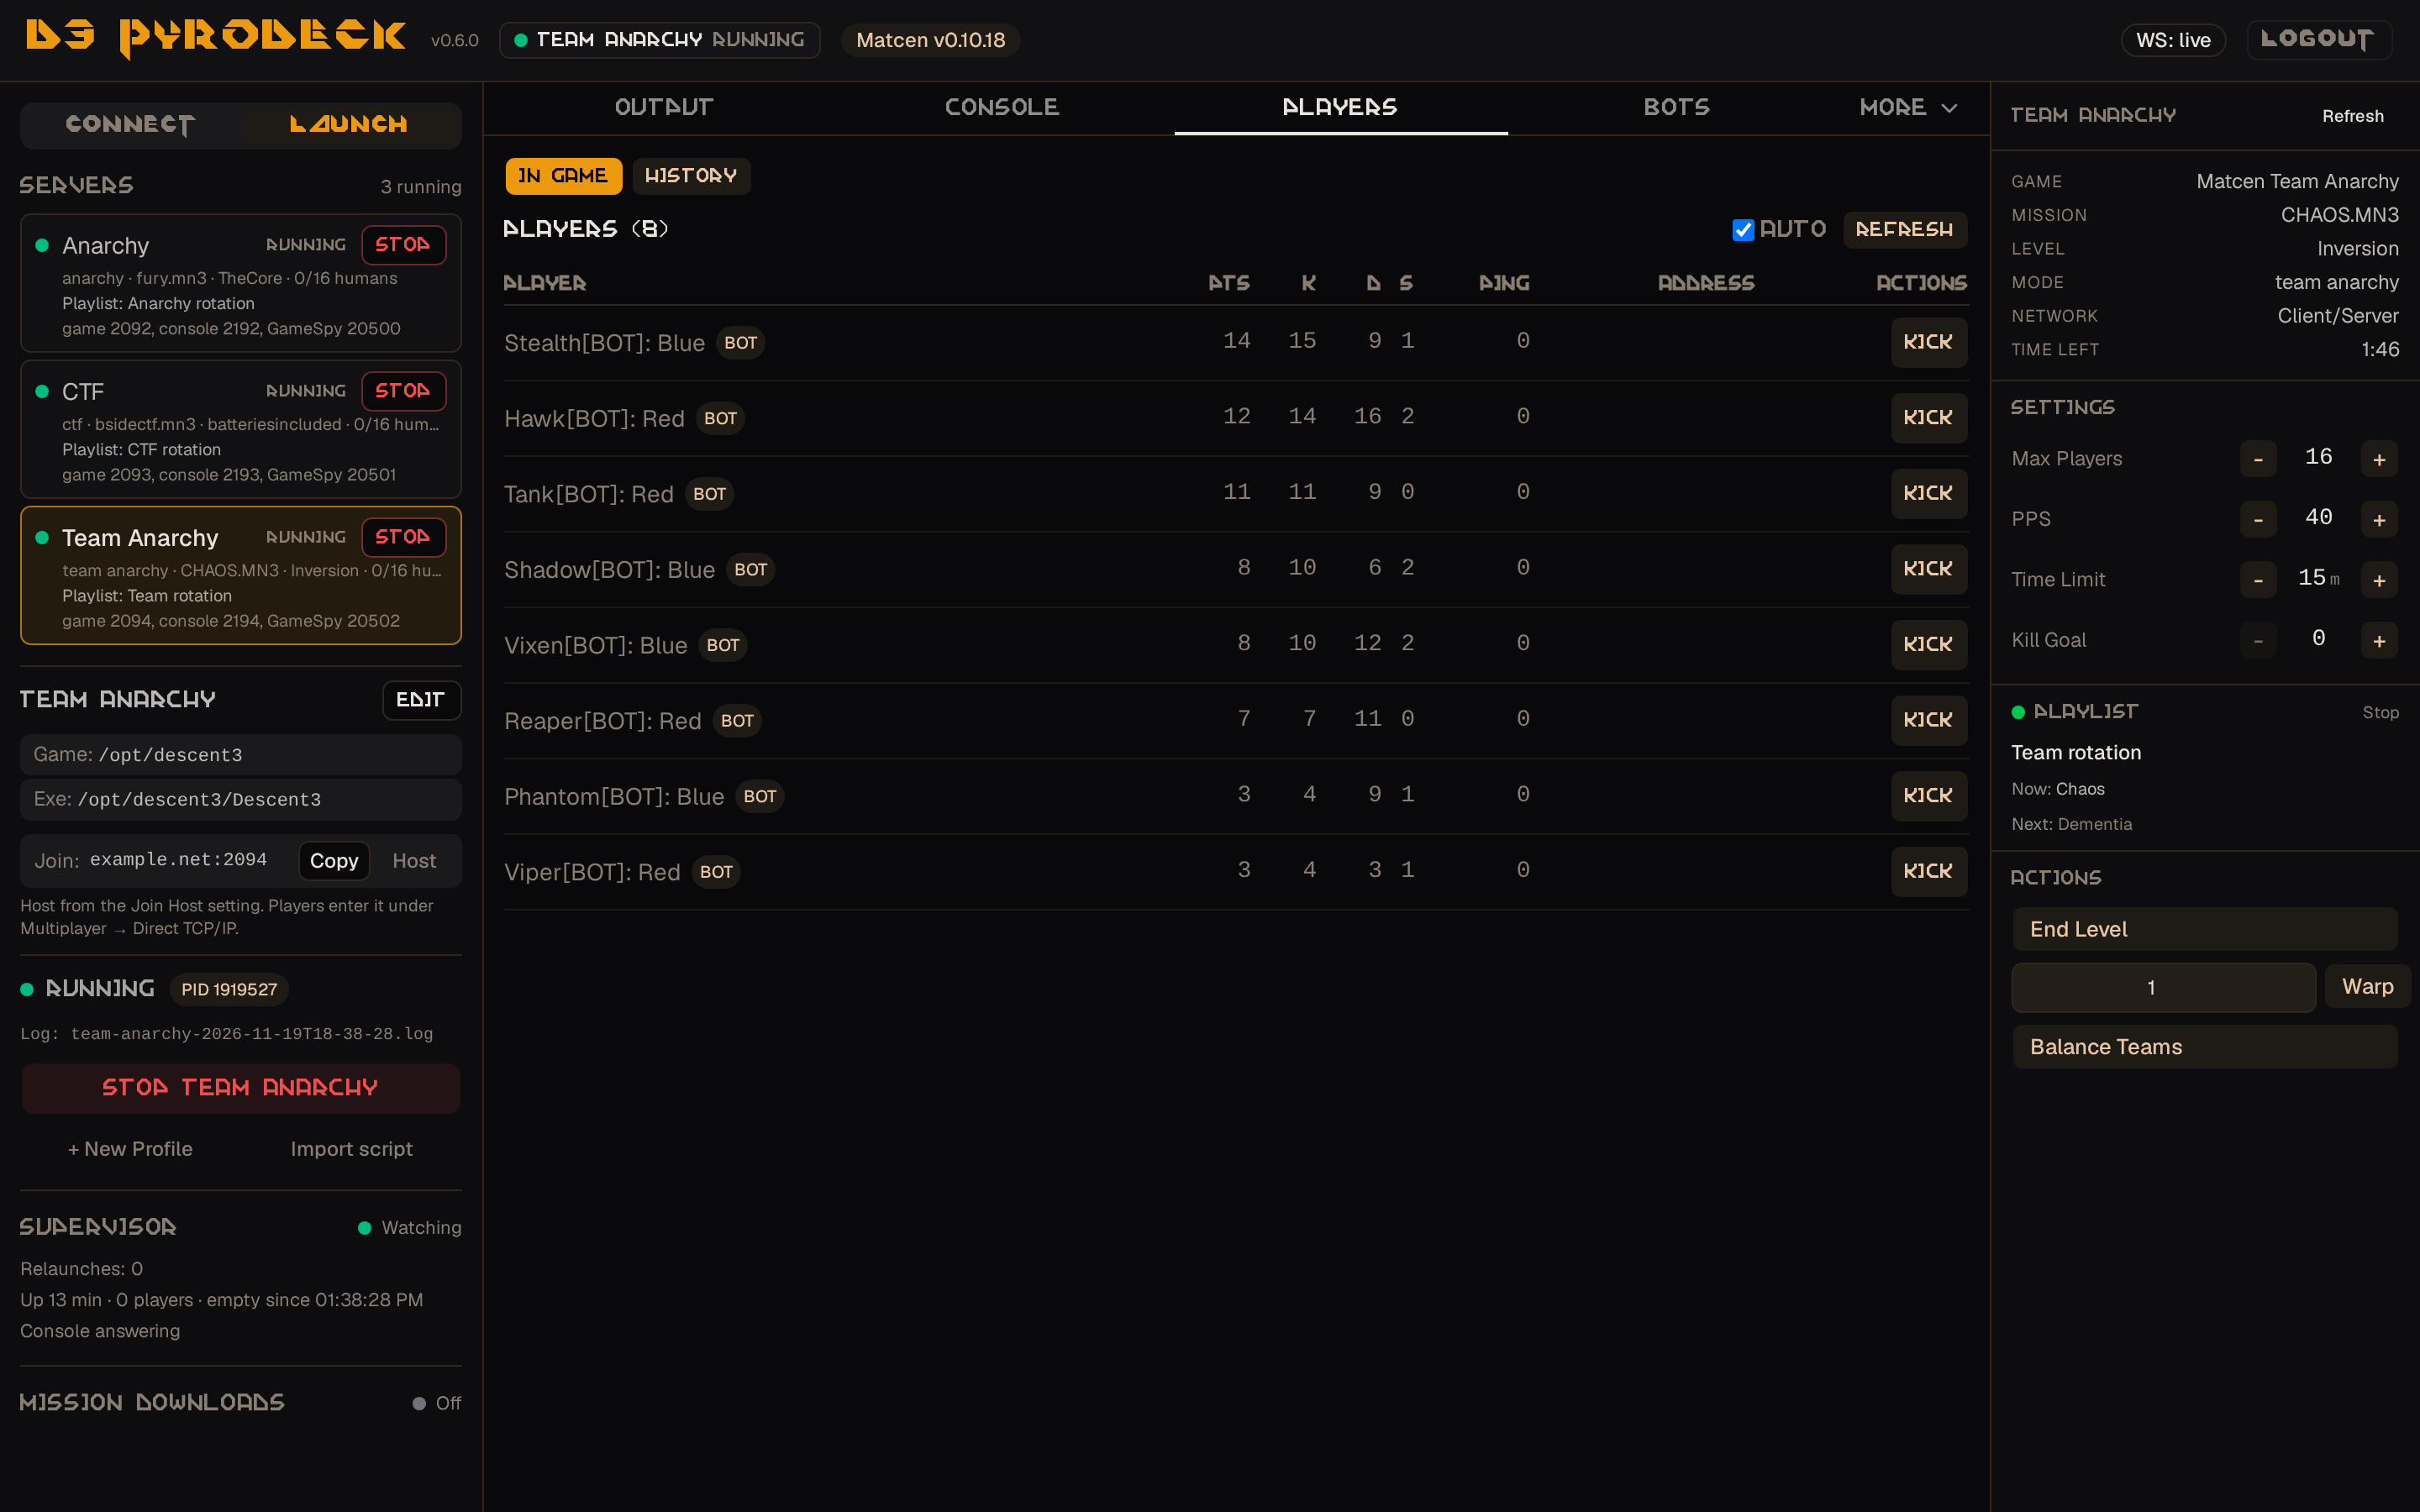 D3 PYRODECK v0.6.0 TEAM ANARCHY RUNNING Matcen v0.10.18 WS: live LOGOUT
CONNECT LAUNCH
SERVERS 3 running
Anarchy RUNNING STOP
anarchy · fury.mn3 · TheCore · 0/16 humans
Playlist: Anarchy rotation
game 2092, console 2192, GameSpy 20500
CTF RUNNING STOP
ctf · bsidectf.mn3 · batteriesincluded · 0/16 hum...
Playlist: CTF rotation
game 2093, console 2193, GameSpy 20501
Team Anarchy RUNNING STOP
team anarchy · CHAOS.MN3 · Inversion · 0/16 hu...
Playlist: Team rotation
game 2094, console 2194, GameSpy 20502
TEAM ANARCHY EDIT
Game: /opt/descent3
Exe: /opt/descent3/Descent3
Join: example.net:2094 Copy Host
Host from the Join Host setting. Players enter it under
Multiplayer → Direct TCP/IP.
RUNNING PID 1919527
Log: team-anarchy-2026-11-19T18-38-28.log
STOP TEAM ANARCHY
+ New Profile Import script
SUPERVISOR Watching
Relaunches: 0
Up 13 min · 0 players · empty since 01:38:28 PM
Console answering
MISSION DOWNLOADS Off
OUTPUT CONSOLE PLAYERS BOTS MORE
IN GAME HISTORY
PLAYERS (8) AUTO REFRESH
PLAYER PTS K D S PING ADDRESS ACTIONS
Stealth[BOT]: Blue BOT 14 15 9 1 0 KICK
Hawk[BOT]: Red BOT 12 14 16 2 0 KICK
Tank[BOT]: Red BOT 11 11 9 0 0 KICK
Shadow[BOT]: Blue BOT 8 10 6 2 0 KICK
Vixen[BOT]: Blue BOT 8 10 12 2 0 KICK
Reaper[BOT]: Red BOT 7 7 11 0 0 KICK
Phantom[BOT]: Blue BOT 3 4 9 1 0 KICK
Viper[BOT]: Red BOT 3 4 3 1 0 KICK
TEAM ANARCHY Refresh
GAME Matcen Team Anarchy
MISSION CHAOS.MN3
LEVEL Inversion
MODE team anarchy
NETWORK Client/Server
TIME LEFT 1:46
SETTINGS
Max Players - 16 +
PPS - 40 +
Time Limit - 15 m +
Kill Goal - 0 +
PLAYLIST Stop
Team rotation
Now: Chaos
Next: Dementia
ACTIONS
End Level
1 Warp
Balance Teams